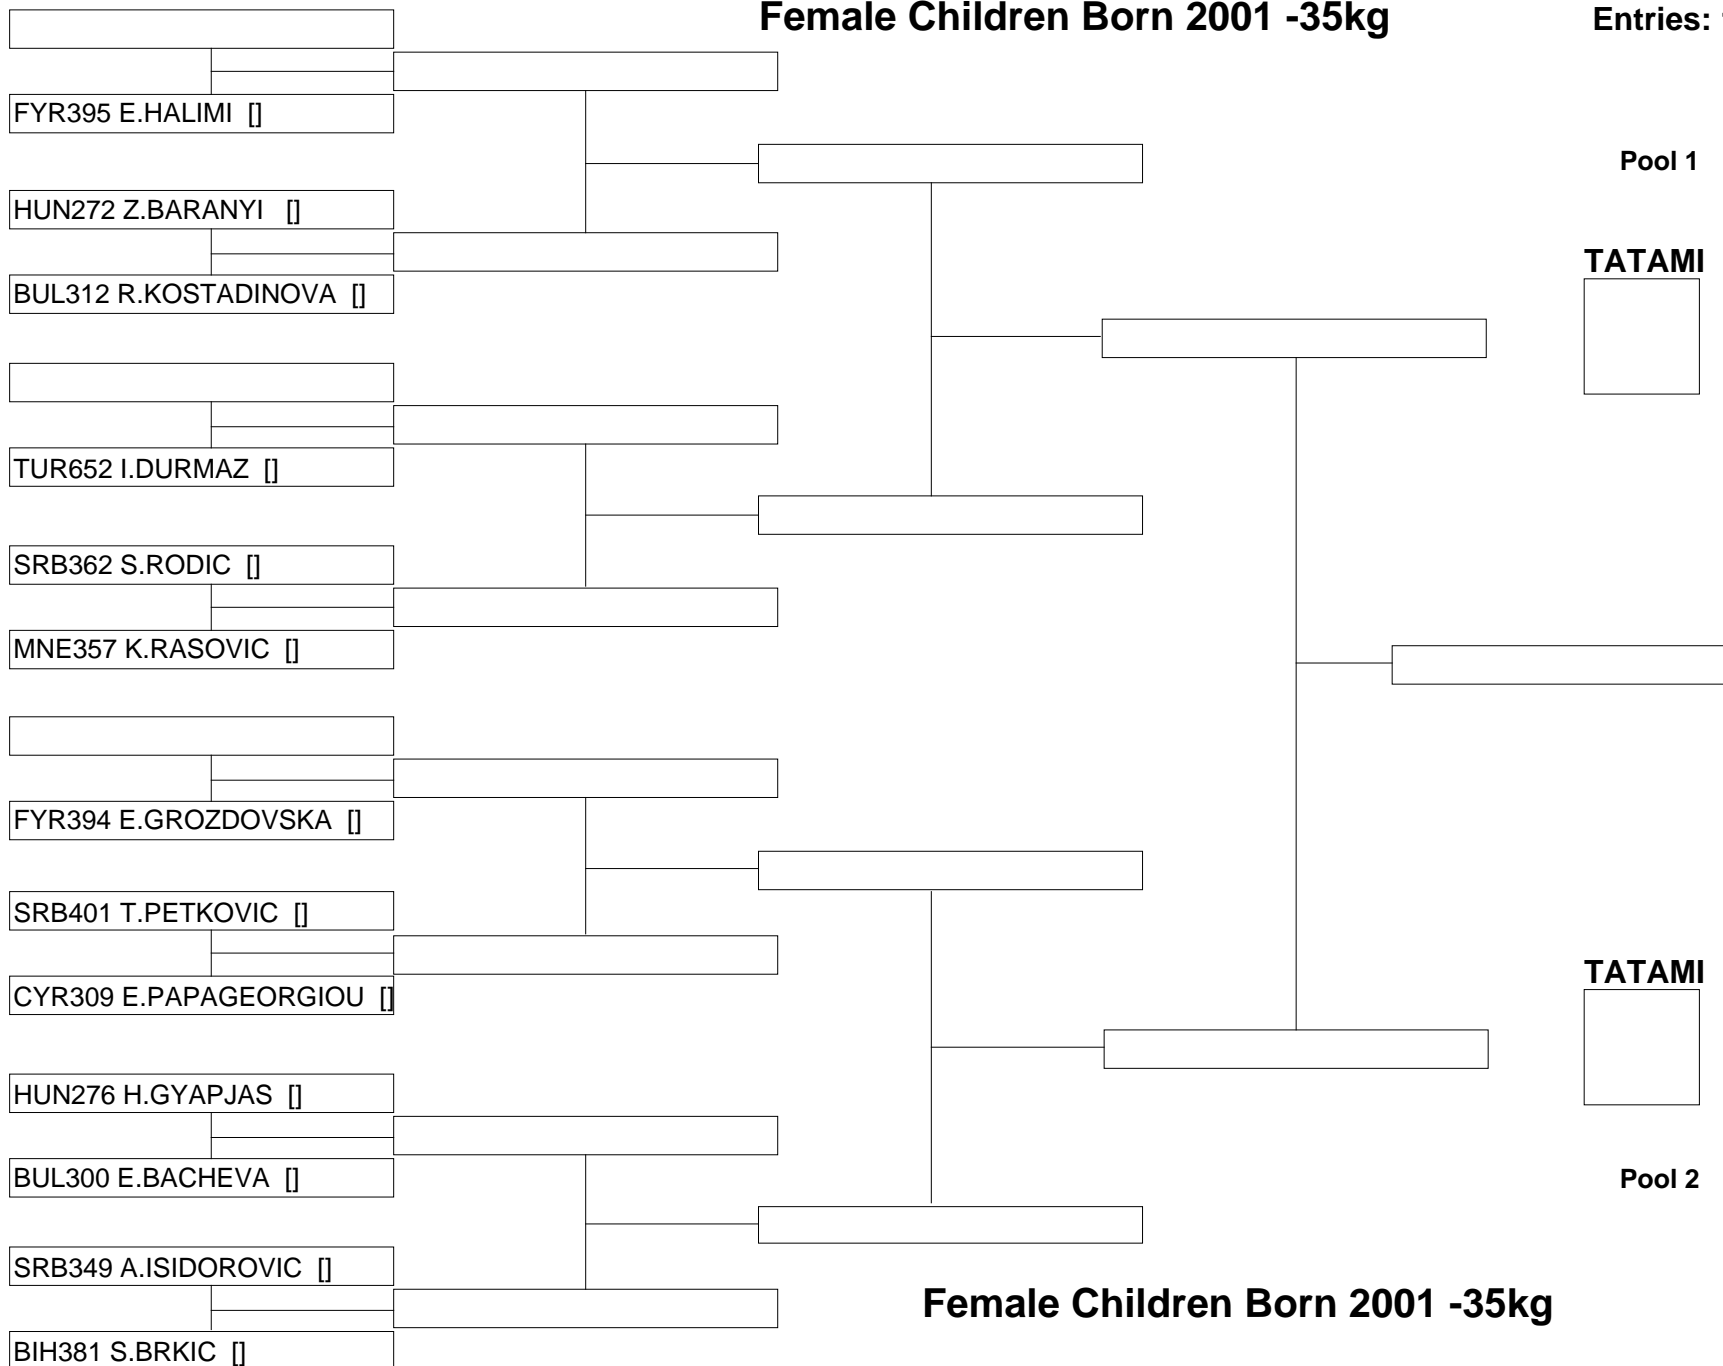 Female Children Born 2001 -35kg
Entries:
FYR395 E.HALIMI []
Pool 1
HUN272 Z.BARANYI []
TATAMI
BUL312 R.KOSTADINOVA []
TUR652 I.DURMAZ []
SRB362 S.RODIC []
MNE357 K.RASOVIC []
FYR394 E.GROZDOVSKA []
SRB401 T.PETKOVIC []
TATAMI
CYR309 E.PAPAGEORGIOU []
HUN276 H.GYAPJAS []
BUL300 E.BACHEVA []
Pool 2
SRB349 A.ISIDOROVIC []
Female Children Born 2001 -35kg
BIH381 S.BRKIC []